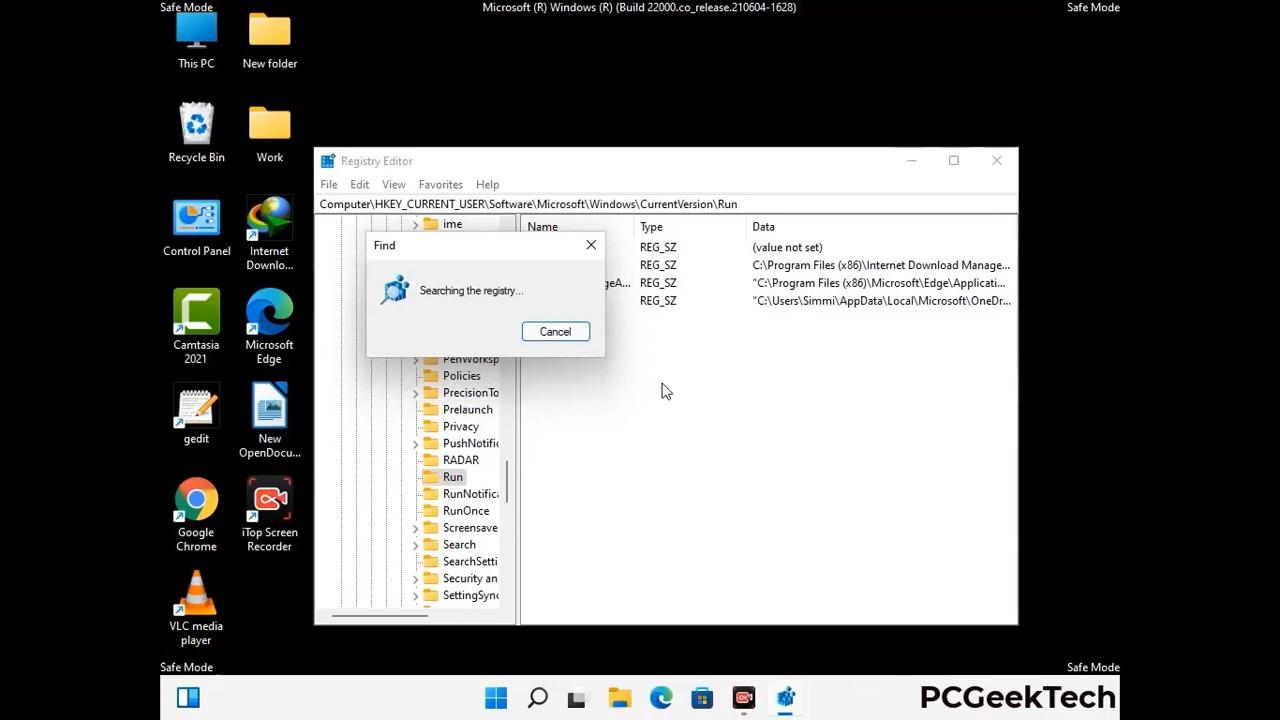 Safe Mode
Microsoft (R) Windows (R) (Build 22000.co_release.210604-1628)
Safe Mode
This PC
New folder
Recycle Bin
Work
Control Panel
Internet
Downlo...
Camtasia
2021
Microsoft
Edge
gedit
New
OpenDocu...
Google
Chrome
iTop Screen
Recorder
VLC media
player
Registry Editor
File Edit View Favorites Help
Computer\HKEY_CURRENT_USER\Software\Microsoft\Windows\CurrentVersion\Run
ime
PenWorksp
Policies
PrecisionTo
Prelaunch
Privacy
PushNotific
RADAR
Run
RunNotifica
RunOnce
Screensave
Search
SearchSetti
Security an
SettingSync
Name Type Data
REG_SZ (value not set)
REG_SZ C:\Program Files (x86)\Internet Download Manage...
geA... REG_SZ "C:\Program Files (x86)\Microsoft\Edge\Applicati...
REG_SZ "C:\Users\Simmi\AppData\Local\Microsoft\OneDr...
Find
Searching the registry...
Cancel
Safe Mode
Safe Mode
PCGeekTech